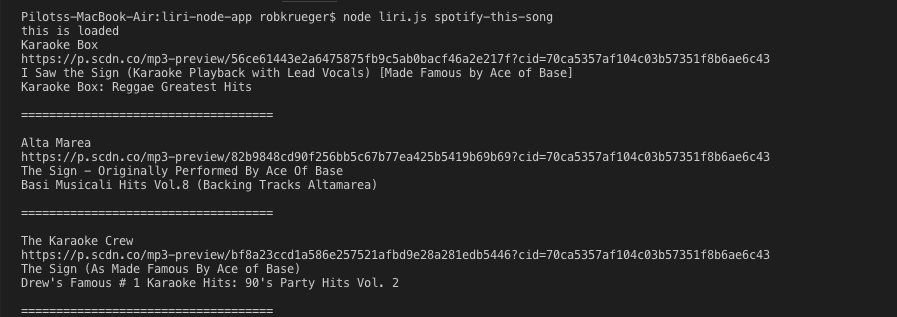 Pilotss-MacBook-Air:liri-node-app robkrueger$ node liri.js spotify-this-song
this is loaded
Karaoke Box
https://p.scdn.co/mp3-preview/56ce61443e2a6475875fb9c5ab0bacf46a2e217f?cid=70ca5357af104c03b57351f8b6ae6c43
I Saw the Sign (Karaoke Playback with Lead Vocals) [Made Famous by Ace of Base]
Karaoke Box: Reggae Greatest Hits
====================================
Alta Marea
https://p.scdn.co/mp3-preview/82b9848cd90f256bb5c67b77ea425b5419b69b69?cid=70ca5357af104c03b57351f8b6ae6c43
The Sign - Originally Performed By Ace Of Base
Basi Musicali Hits Vol.8 (Backing Tracks Altamarea)
====================================
The Karaoke Crew
https://p.scdn.co/mp3-preview/bf8a23ccd1a586e257521afbd9e28a281edb5446?cid=70ca5357af104c03b57351f8b6ae6c43
The Sign (As Made Famous By Ace of Base)
Drew's Famous # 1 Karaoke Hits: 90's Party Hits Vol. 2
====================================